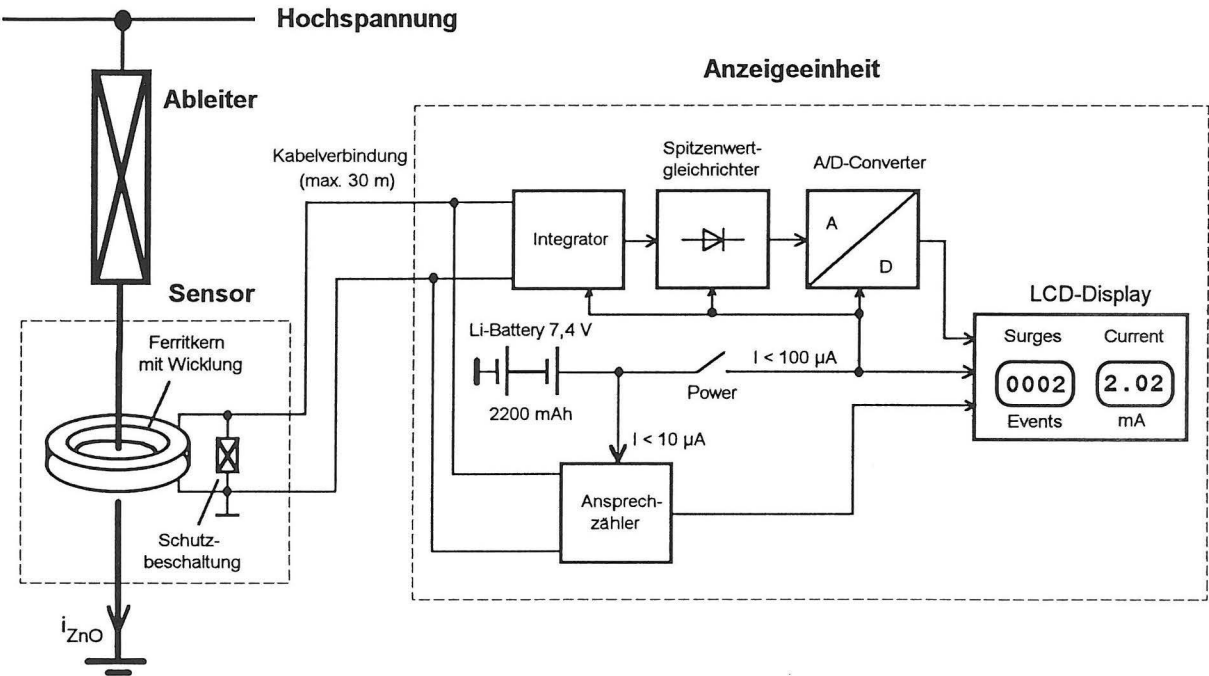 Hochspannung
Ableiter
Anzeigeeinheit
Kabelverbindung
(max. 30 m)
Spitzenwert-
gleichrichter
A/D-Converter
Integrator
A
D
Sensor
Ferritkern
mit Wicklung
Li-Battery 7,4 V
2200 mAh
Power
I < 100 µA
I < 10 µA
LCD-Display
Surges
Current
0002
2.02
Events
mA
Ansprech-
zähler
Schutz-
beschaltung
iZnO